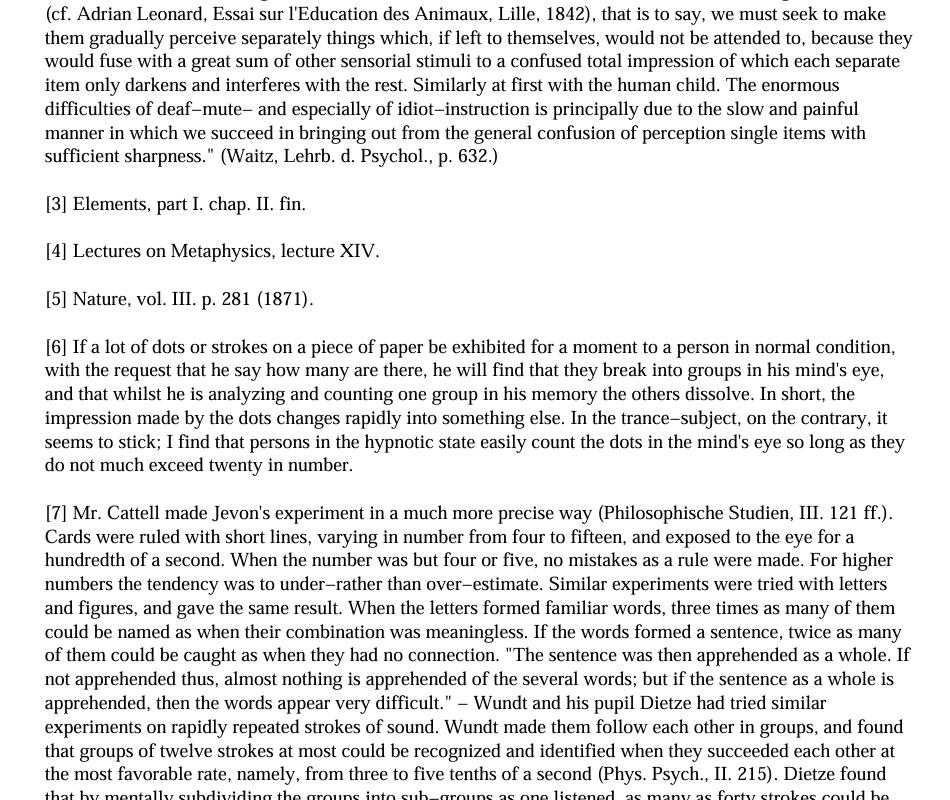 (cf. Adrian Leonard, Essai sur l'Education des Animaux, Lille, 1842), that is to say, we must seek to make
them gradually perceive separately things which, if left to themselves, would not be attended to, because they
would fuse with a great sum of other sensorial stimuli to a confused total impression of which each separate
item only darkens and interferes with the rest. Similarly at first with the human child. The enormous
difficulties of deaf−mute− and especially of idiot−instruction is principally due to the slow and painful
manner in which we succeed in bringing out from the general confusion of perception single items with
sufficient sharpness." (Waitz, Lehrb. d. Psychol., p. 632.)
[3] Elements, part I. chap. II. fin.
[4] Lectures on Metaphysics, lecture XIV.
[5] Nature, vol. III. p. 281 (1871).
[6] If a lot of dots or strokes on a piece of paper be exhibited for a moment to a person in normal condition,
with the request that he say how many are there, he will find that they break into groups in his mind's eye,
and that whilst he is analyzing and counting one group in his memory the others dissolve. In short, the
impression made by the dots changes rapidly into something else. In the trance−subject, on the contrary, it
seems to stick; I find that persons in the hypnotic state easily count the dots in the mind's eye so long as they
do not much exceed twenty in number.
[7] Mr. Cattell made Jevon's experiment in a much more precise way (Philosophische Studien, III. 121 ff.).
Cards were ruled with short lines, varying in number from four to fifteen, and exposed to the eye for a
hundredth of a second. When the number was but four or five, no mistakes as a rule were made. For higher
numbers the tendency was to under−rather than over−estimate. Similar experiments were tried with letters
and figures, and gave the same result. When the letters formed familiar words, three times as many of them
could be named as when their combination was meaningless. If the words formed a sentence, twice as many
of them could be caught as when they had no connection. "The sentence was then apprehended as a whole. If
not apprehended thus, almost nothing is apprehended of the several words; but if the sentence as a whole is
apprehended, then the words appear very difficult." − Wundt and his pupil Dietze had tried similar
experiments on rapidly repeated strokes of sound. Wundt made them follow each other in groups, and found
that groups of twelve strokes at most could be recognized and identified when they succeeded each other at
the most favorable rate, namely, from three to five tenths of a second (Phys. Psych., II. 215). Dietze found
that by mentally subdividing the groups into sub−groups as one listened, as many as forty strokes could be